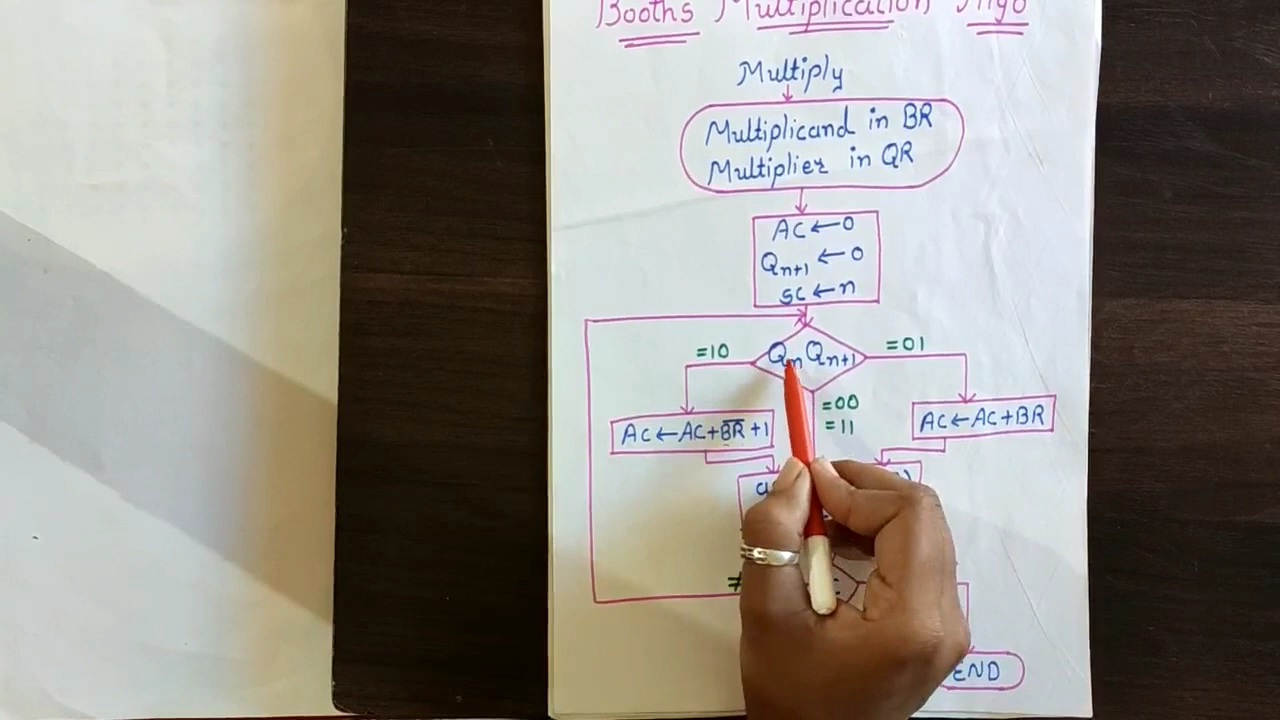 Booths Multiplication Algo
Multiply
Multiplicand in BR
Multiplier in QR
AC ← 0
Qn+1 ← 0
SC ← n
=10
QnQn+1
=01
=00
=11
AC ← AC + B̅R̅ + 1
AC ← AC + BR
≠
END